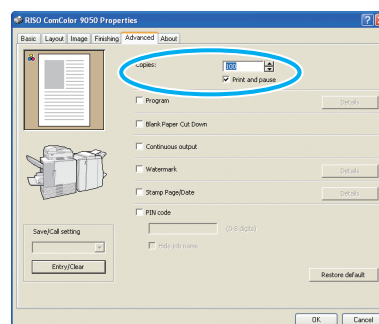 RISO ComColor 9050 Properties
Basic Layout Image Finishing Advanced About
Copies: 100
Print and pause
Program Details
Blank Paper Cut Down
Continuous output
Watermark Details
Stamp Page/Date Details
PIN code
(0-8 digits)
Hide job name
Save/Call setting
Entry/Clear
Restore default
OK Cancel